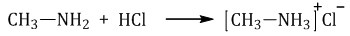 CH₃—NH₂ + HCl ⟶ [CH₃—NH₃]⁺Cl⁻